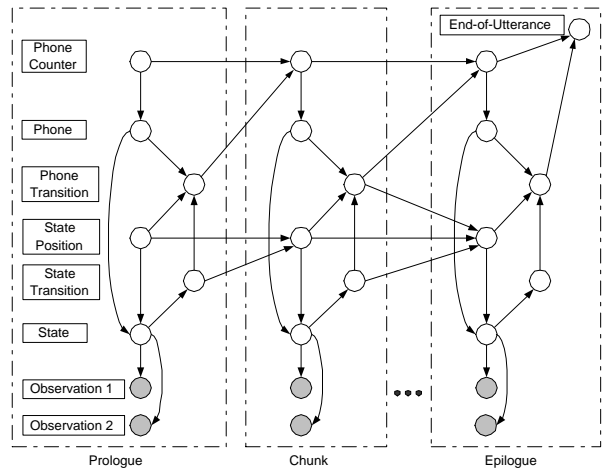 End-of-Utterance
Phone
Counter
Phone
Phone
Transition
State
Position
State
Transition
State
Observation 1
Observation 2
Prologue
Chunk
Epilogue